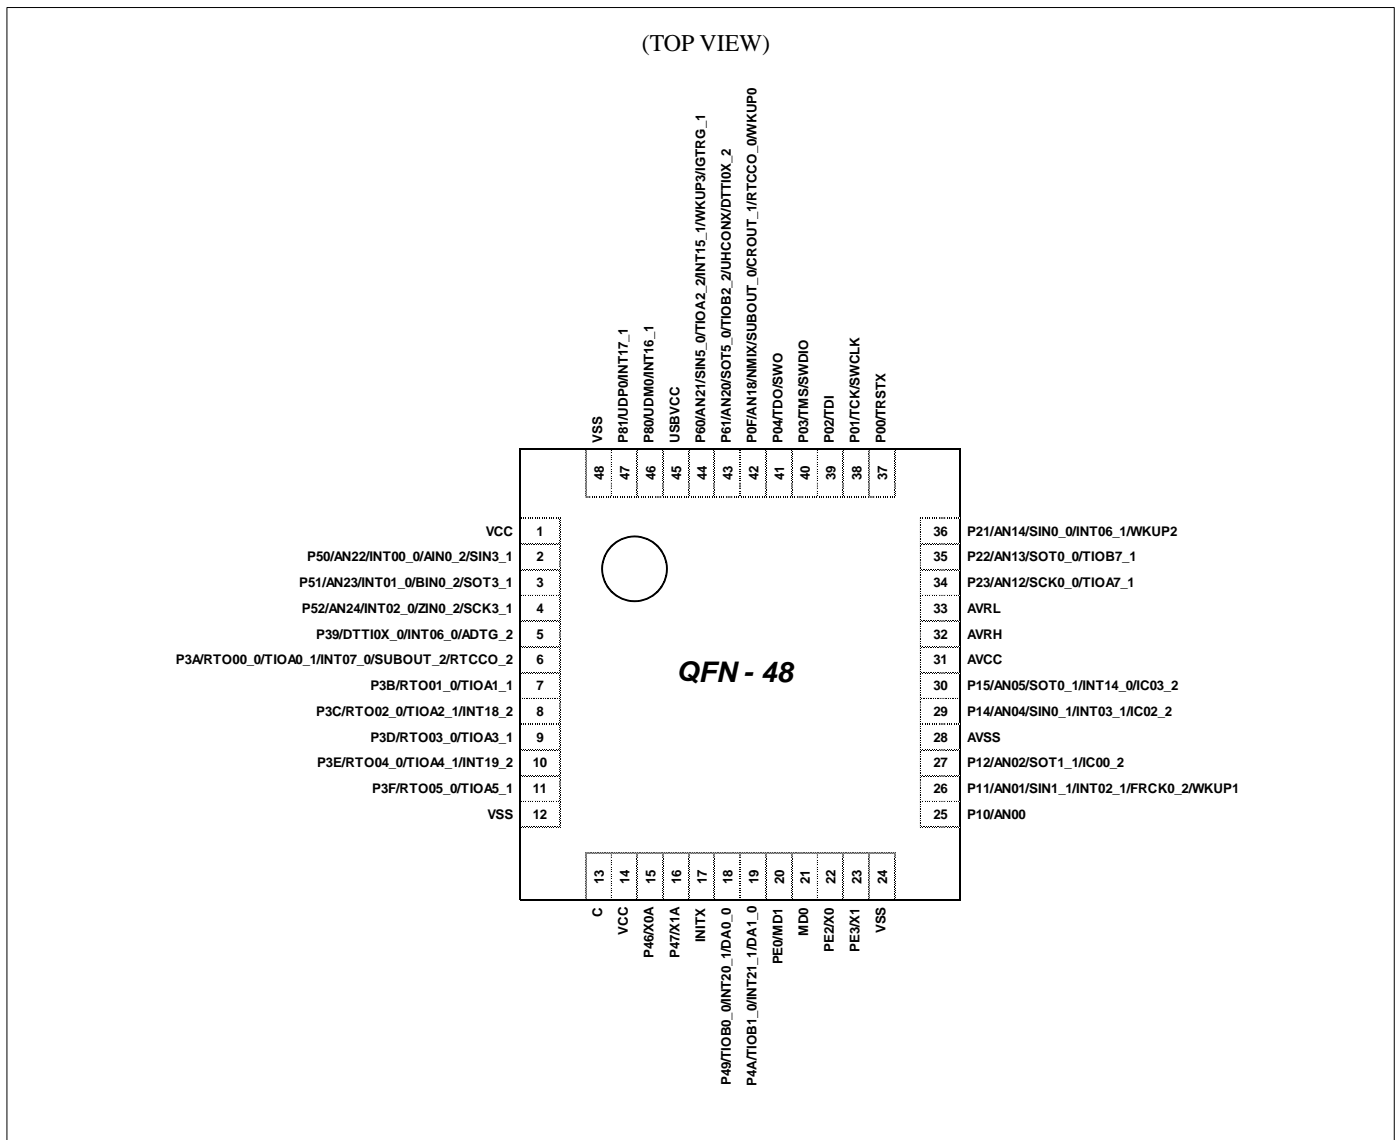 (TOP VIEW)
VSS
P81/UDP0/INT17_1
P80/UDM0/INT16_1
USBVCC
P60/AN21/SIN5_0/TIOA2_2/INT15_1/WKUP3/IGTRG_1
P61/AN20/SOT5_0/TIOB2_2/UHCONX/DTTI0X_2
P0F/AN18/NMIX/SUBOUT_0/CROUT_1/RTCCO_0/WKUP0
P04/TDO/SWO
P03/TMS/SWDIO
P02/TDI
P01/TCK/SWCLK
P00/TRSTX
48 47 46 45 44 43 42 41 40 39 38 37
VCC 1
P50/AN22/INT00_0/AIN0_2/SIN3_1 2
P51/AN23/INT01_0/BIN0_2/SOT3_1 3
P52/AN24/INT02_0/ZIN0_2/SCK3_1 4
P39/DTTI0X_0/INT06_0/ADTG_2 5
P3A/RTO00_0/TIOA0_1/INT07_0/SUBOUT_2/RTCCO_2 6
P3B/RTO01_0/TIOA1_1 7
P3C/RTO02_0/TIOA2_1/INT18_2 8
P3D/RTO03_0/TIOA3_1 9
P3E/RTO04_0/TIOA4_1/INT19_2 10
P3F/RTO05_0/TIOA5_1 11
VSS 12
QFN - 48
36 P21/AN14/SIN0_0/INT06_1/WKUP2
35 P22/AN13/SOT0_0/TIOB7_1
34 P23/AN12/SCK0_0/TIOA7_1
33 AVRL
32 AVRH
31 AVCC
30 P15/AN05/SOT0_1/INT14_0/IC03_2
29 P14/AN04/SIN0_1/INT03_1/IC02_2
28 AVSS
27 P12/AN02/SOT1_1/IC00_2
26 P11/AN01/SIN1_1/INT02_1/FRCK0_2/WKUP1
25 P10/AN00
13 14 15 16 17 18 19 20 21 22 23 24
C
VCC
P46/X0A
P47/X1A
INITX
P49/TIOB0_0/INT20_1/DA0_0
P4A/TIOB1_0/INT21_1/DA1_0
PE0/MD1
MD0
PE2/X0
PE3/X1
VSS